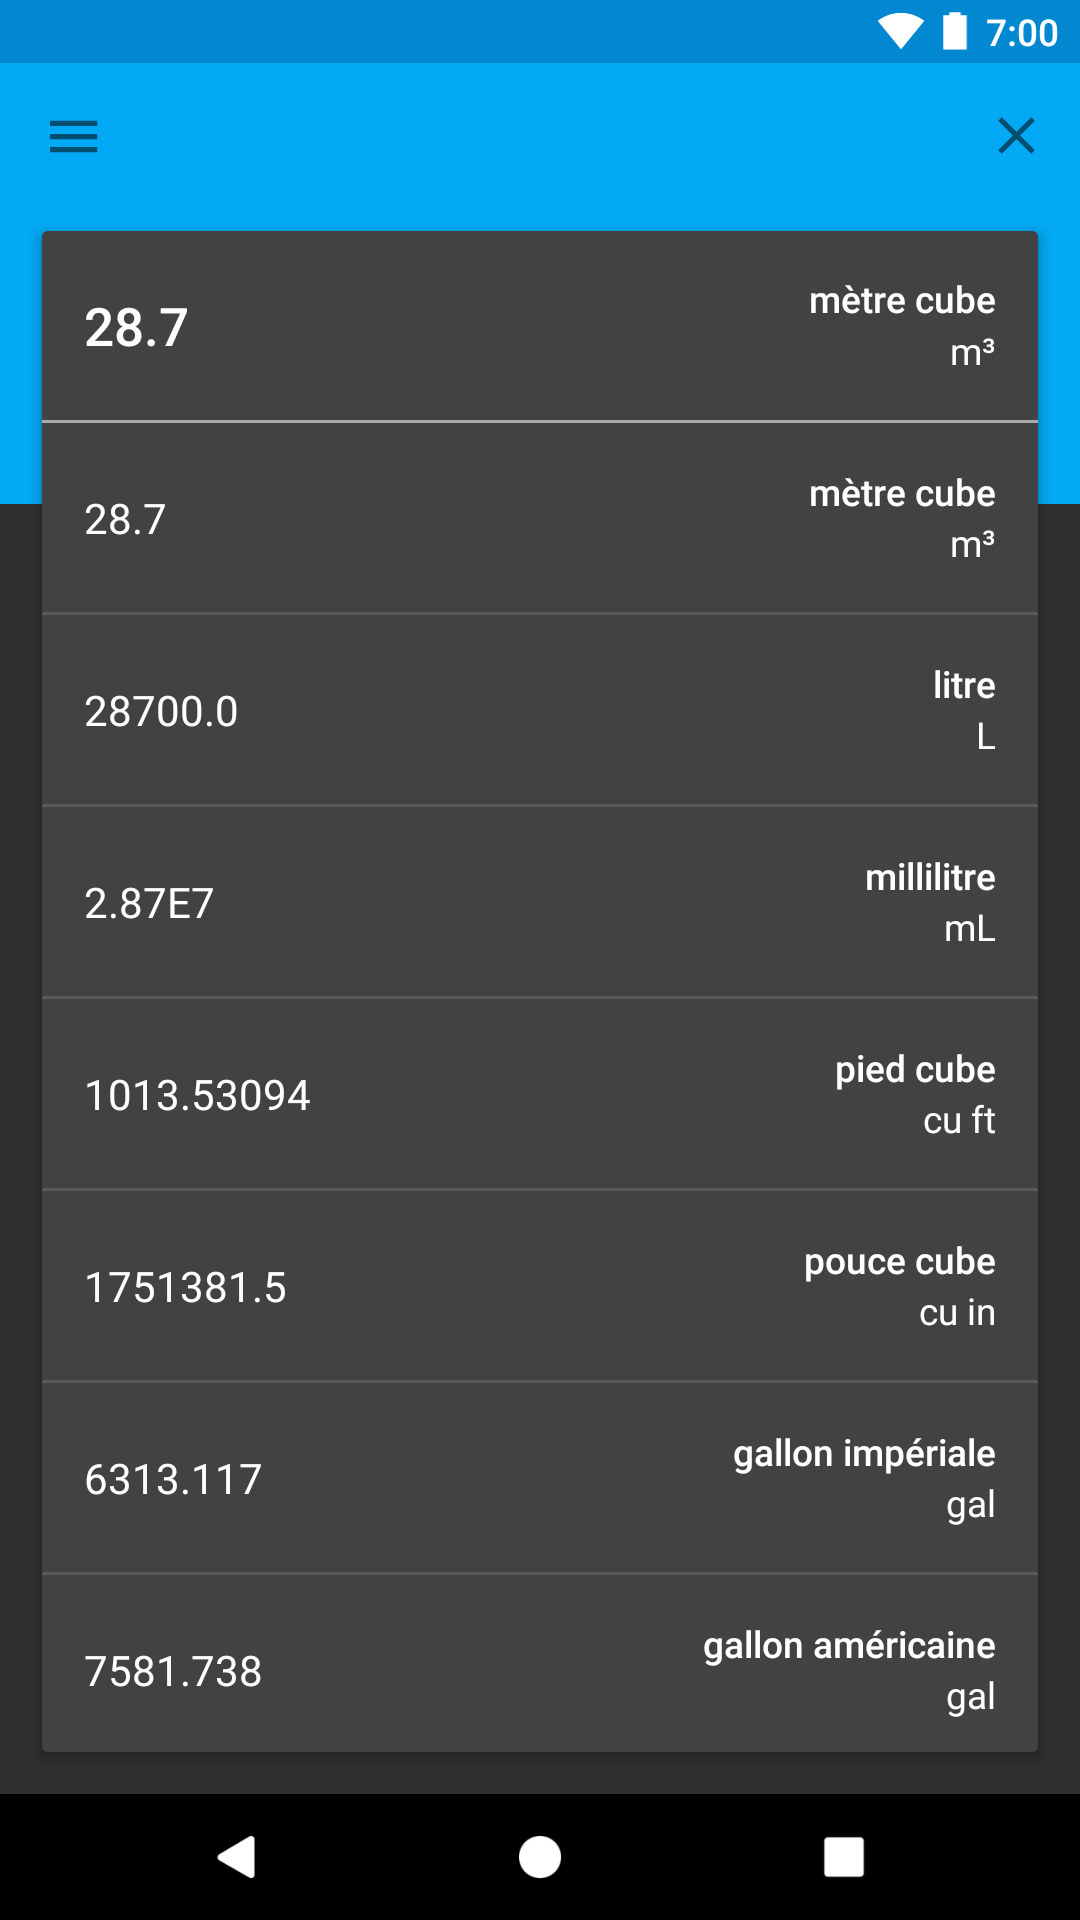 7:00
28.7
mètre cube
m³
28.7
mètre cube
m³
28700.0
litre
L
2.87E7
millilitre
mL
1013.53094
pied cube
cu ft
1751381.5
pouce cube
cu in
6313.117
gallon impériale
gal
7581.738
gallon américaine
gal